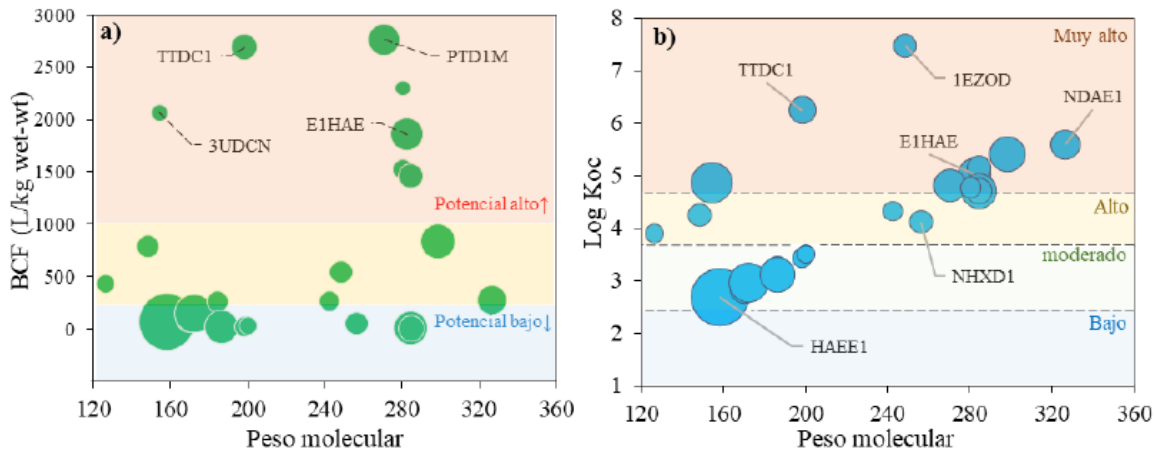 a)
3000
2500
2000
1500
1000
500
0
BCF (L/kg wet-wt)
TTDC1
PTD1M
3UDCN
E1HAE
Potencial alto↑
Potencial bajo↓
120 160 200 240 280 320 360
Peso molecular
b)
8
7
6
5
4
3
2
1
Log Koc
Muy alto
TTDC1
1EZOD
NDAE1
E1HAE
Alto
moderado
NHXD1
Bajo
HAEE1
120 160 200 240 280 320 360
Peso molecular